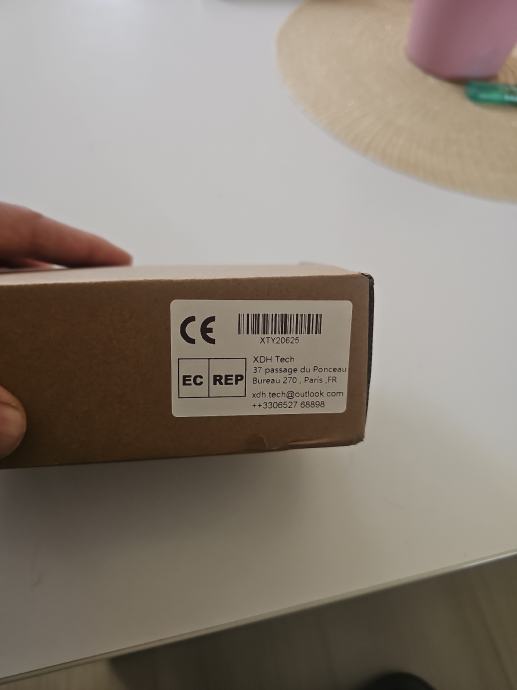 CE
XTY20625
EC REP
XDH Tech
37 passage du Ponceau
Bureau 270 , Paris ,FR
xdh.tech@outlook.com
++3306527 68898